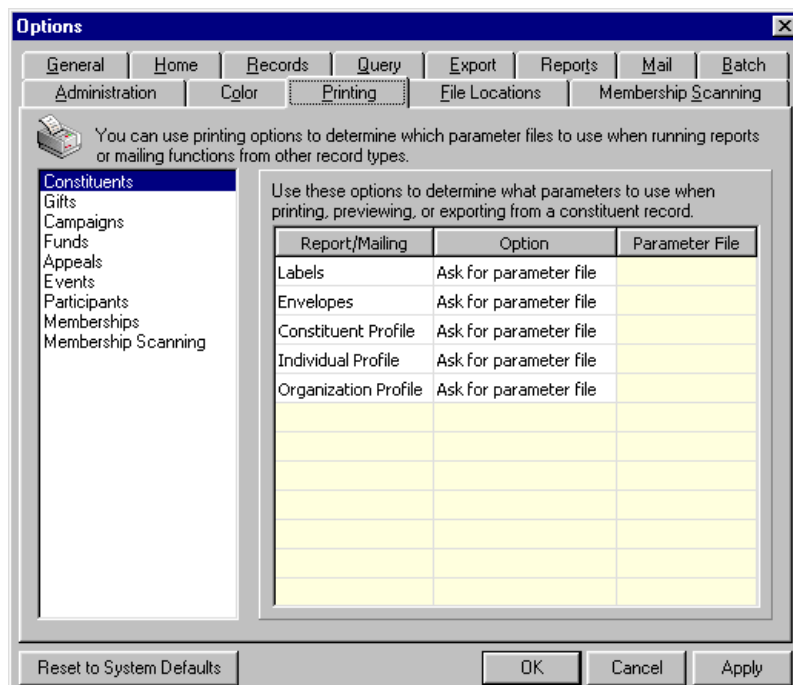 Options
General Home Records Query Export Reports Mail Batch
Administration Color Printing File Locations Membership Scanning
You can use printing options to determine which parameter files to use when running reports
or mailing functions from other record types.
Constituents
Gifts
Campaigns
Funds
Appeals
Events
Participants
Memberships
Membership Scanning
Use these options to determine what parameters to use when
printing, previewing, or exporting from a constituent record.
Report/Mailing Option Parameter File
Labels Ask for parameter file
Envelopes Ask for parameter file
Constituent Profile Ask for parameter file
Individual Profile Ask for parameter file
Organization Profile Ask for parameter file
Reset to System Defaults OK Cancel Apply